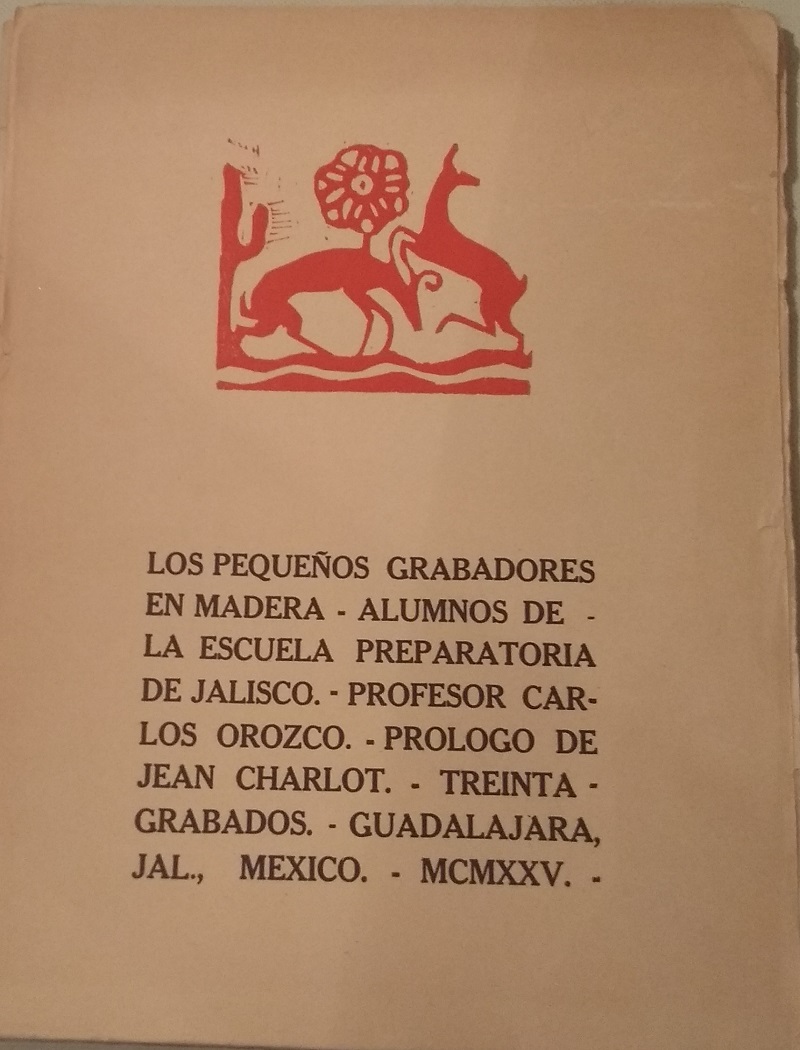 LOS PEQUEÑOS GRABADORES
EN MADERA - ALUMNOS DE -
LA ESCUELA PREPARATORIA
DE JALISCO. - PROFESOR CAR-
LOS OROZCO. - PROLOGO DE
JEAN CHARLOT. - TREINTA -
GRABADOS. - GUADALAJARA,
JAL., MEXICO. - MCMXXV. -